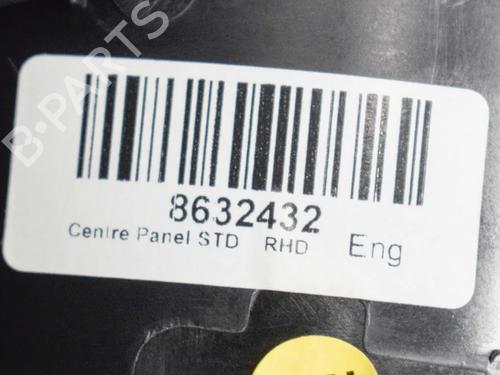 B-PARTS
8632432
Centre Panel STD RHD Eng